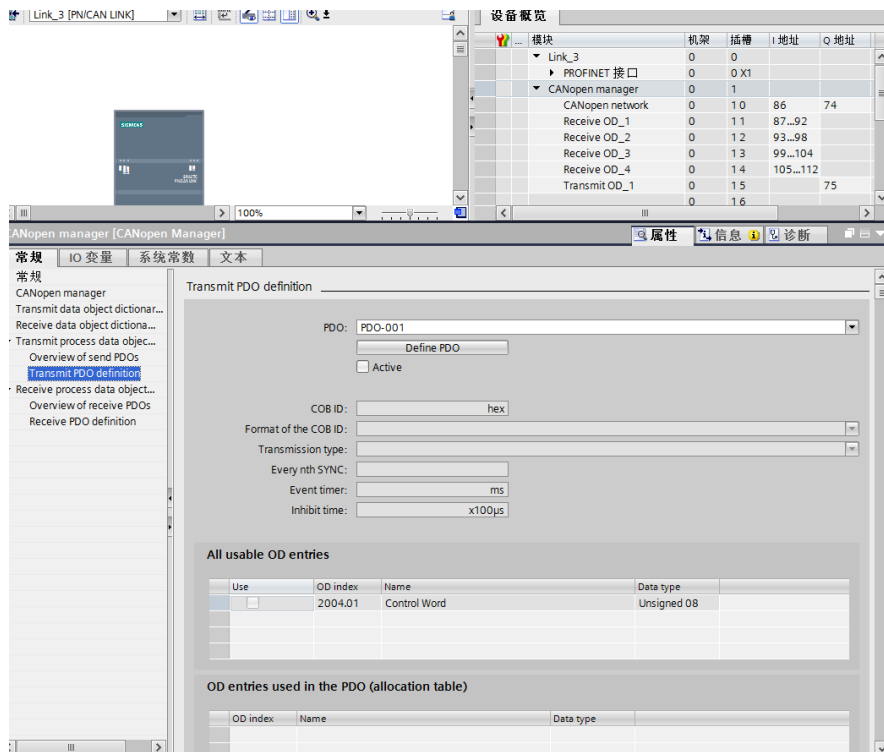 Link_3 [PN/CAN LINK]
设备概览
... 模块 机架 插槽 I 地址 Q 地址
Link_3 0 0
PROFINET 接口 0 0 X1
CANopen manager 0 1
CANopen network 0 1 0 86 74
Receive OD_1 0 1 1 87...92
Receive OD_2 0 1 2 93...98
Receive OD_3 0 1 3 99...104
Receive OD_4 0 1 4 105...112
Transmit OD_1 0 1 5 75
0 1 6
SIEMENS
100%
CANopen manager [CANopen Manager]
属性 信息 诊断
常规 IO 变量 系统常数 文本
常规
CANopen manager
Transmit data object dictionar...
Receive data object dictiona...
Transmit process data objec...
Overview of send PDOs
Transmit PDO definition
Receive process data object...
Overview of receive PDOs
Receive PDO definition
Transmit PDO definition
PDO: PDO-001
Define PDO
Active
COB ID: hex
Format of the COB ID:
Transmission type:
Every nth SYNC:
Event timer: ms
Inhibit time: x100µs
All usable OD entries
Use OD index Name Data type
2004.01 Control Word Unsigned 08
OD entries used in the PDO (allocation table)
OD index Name Data type